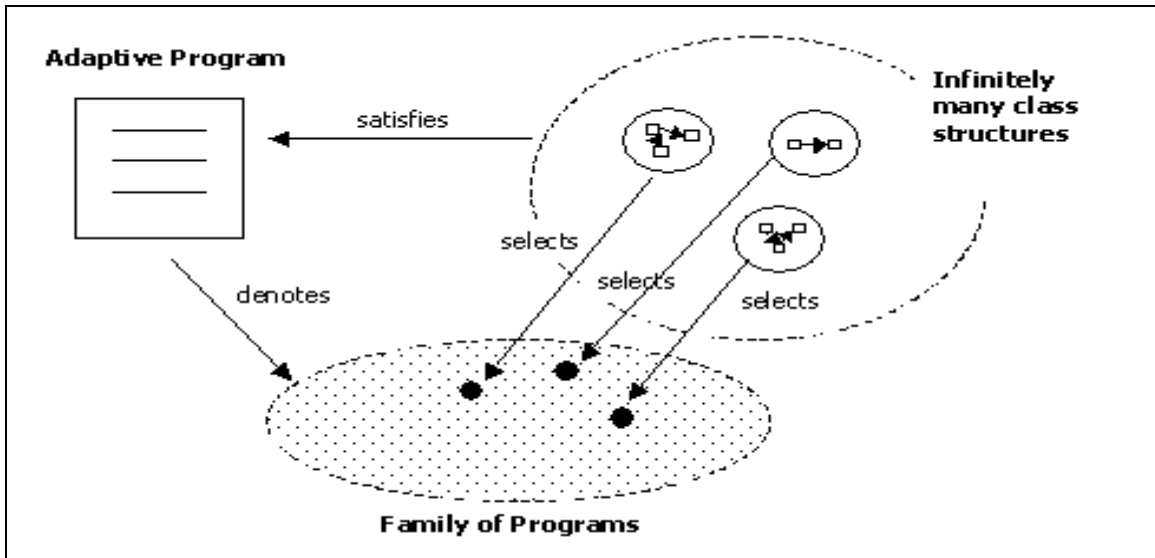 Adaptive Program
Infinitely
many class
structures
satisfies
selects
selects
selects
denotes
Family of Programs